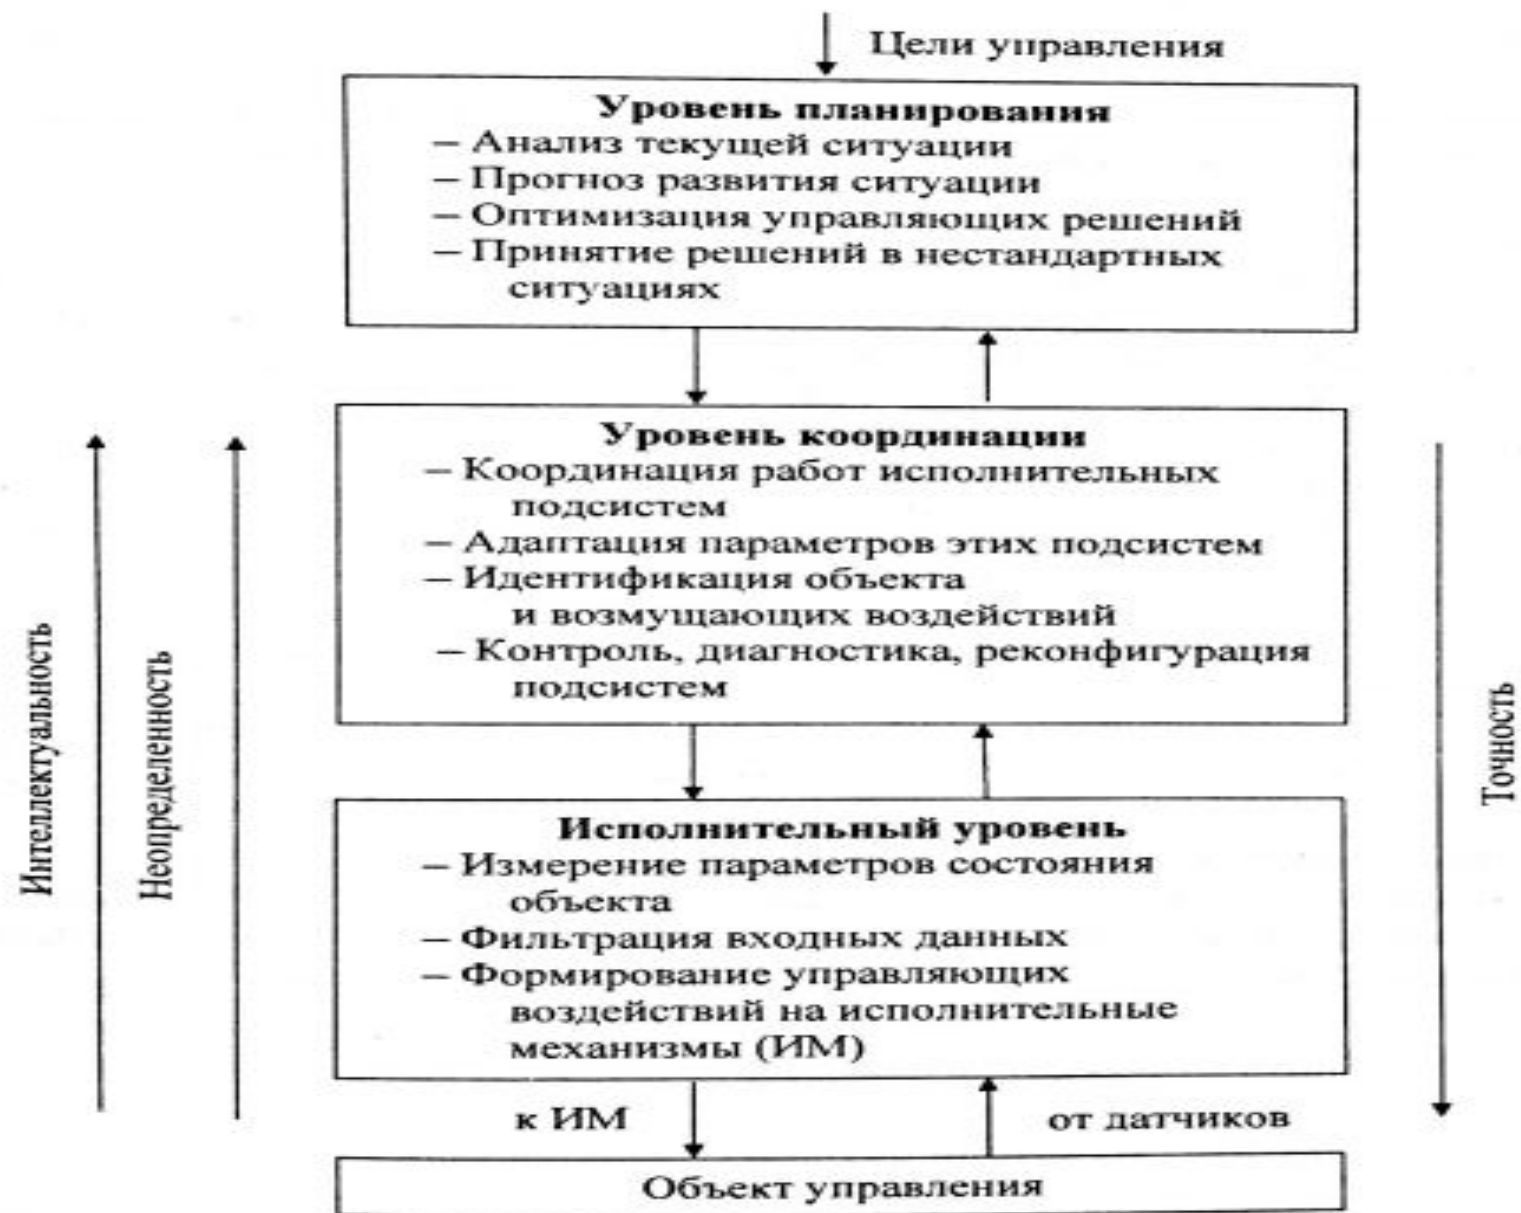 Цели управления
Уровень планирования
– Анализ текущей ситуации
– Прогноз развития ситуации
– Оптимизация управляющих решений
– Принятие решений в нестандартных
ситуациях
Уровень координации
– Координация работ исполнительных
подсистем
– Адаптация параметров этих подсистем
– Идентификация объекта
и возмущающих воздействий
– Контроль, диагностика, реконфигурация
подсистем
Интеллектуальность
Неопределенность
Точность
Исполнительный уровень
– Измерение параметров состояния
объекта
– Фильтрация входных данных
– Формирование управляющих
воздействий на исполнительные
механизмы (ИМ)
к ИМ
от датчиков
Объект управления